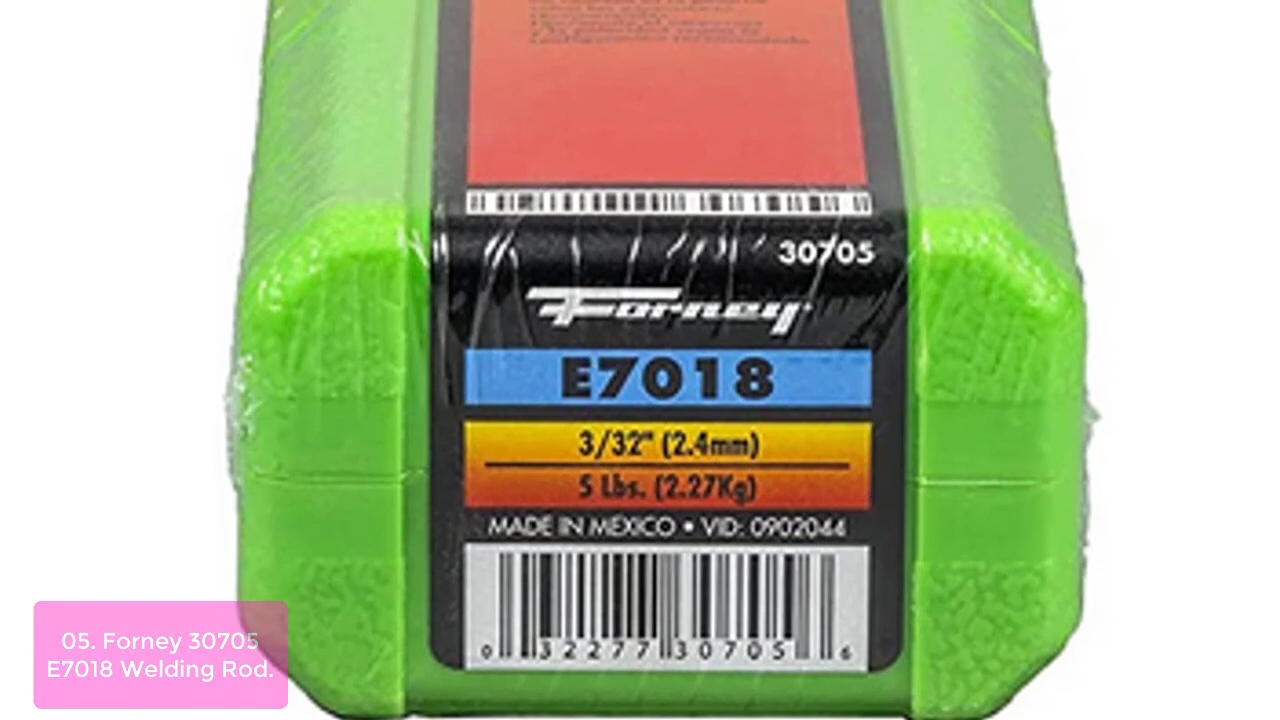 30705
Forney
E7018
3/32" (2.4mm)
5 Lbs. (2.27Kg)
MADE IN MEXICO • VID: 0902044
0 32277 30705 6
05. Forney 30705
E7018 Welding Rod.